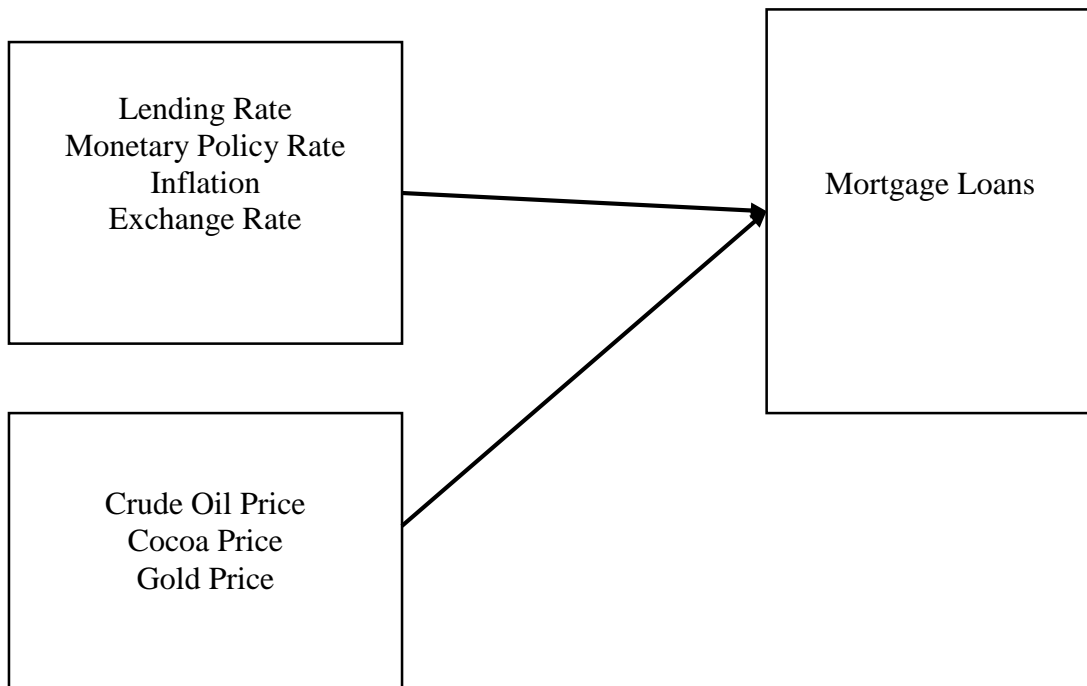 Lending Rate
Monetary Policy Rate
Inflation
Exchange Rate
Mortgage Loans
Crude Oil Price
Cocoa Price
Gold Price